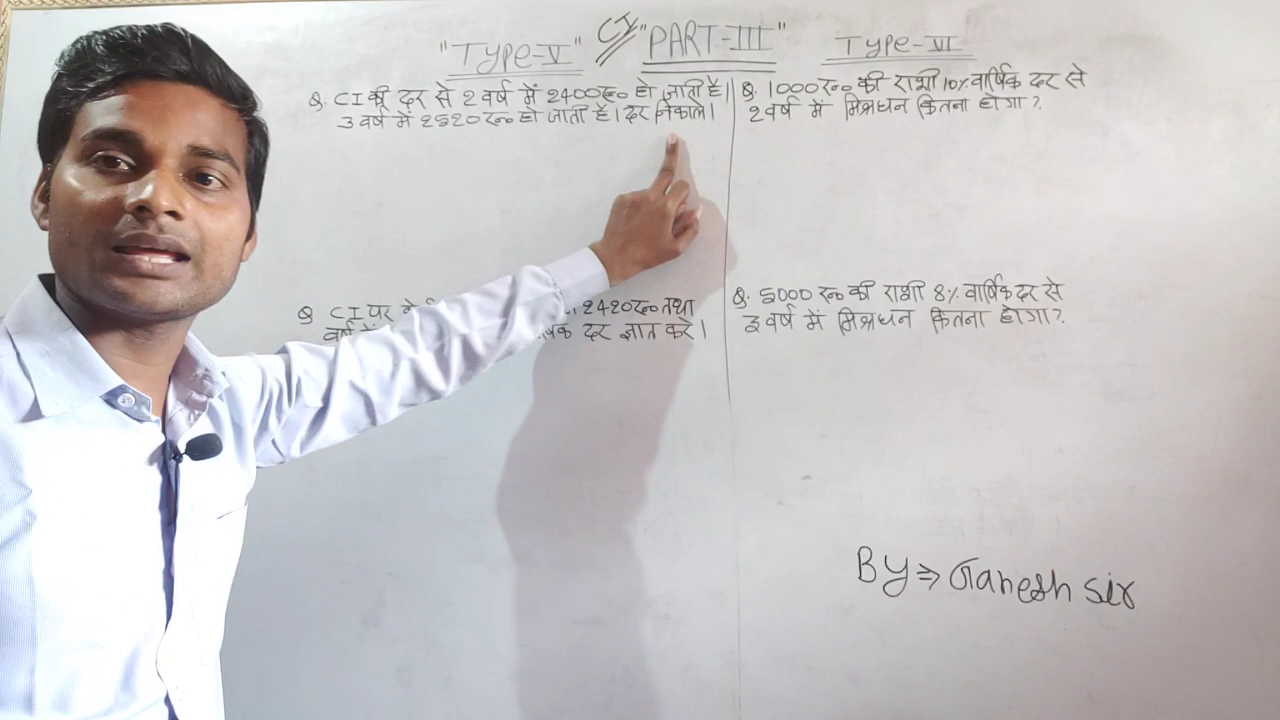 "Type-V" CI "PART-III" Type-VI
Q. CI की दर से 2 वर्ष में 2400रु० हो जाती है।
3 वर्ष में 2520रु० हो जाती है। दर निकाले।
Q. 1000रु० की राशी 10% वार्षिक दर से
2 वर्ष में मिश्रधन कितना होगा?
Q CI पर 2420रु० तथा
वर्ष में दर ज्ञात करे।
Q. 5000 रु० की राशी 8% वार्षिक दर से
वर्ष में मिश्रधन कितना होगा?
By ⇒ Ganesh sir